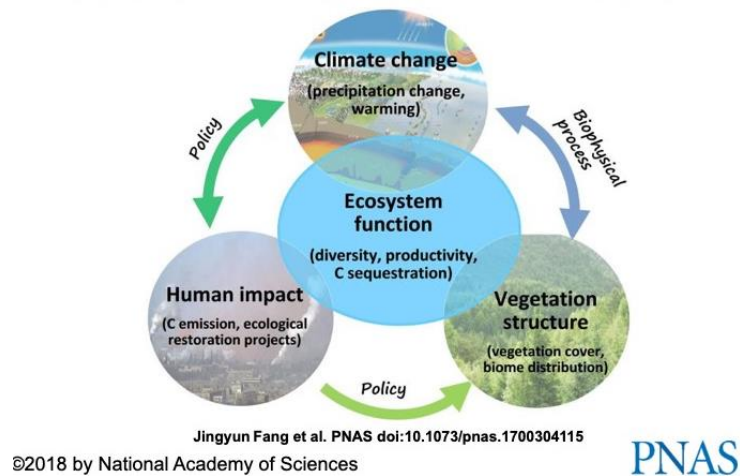 Climate change
(precipitation change,
warming)
Policy
Biophysical
process
Ecosystem
function
(diversity, productivity,
C sequestration)
Human impact
(C emission, ecological
restoration projects)
Vegetation
structure
(vegetation cover,
biome distribution)
Policy
Jingyun Fang et al. PNAS doi:10.1073/pnas.1700304115
©2018 by National Academy of Sciences
PNAS